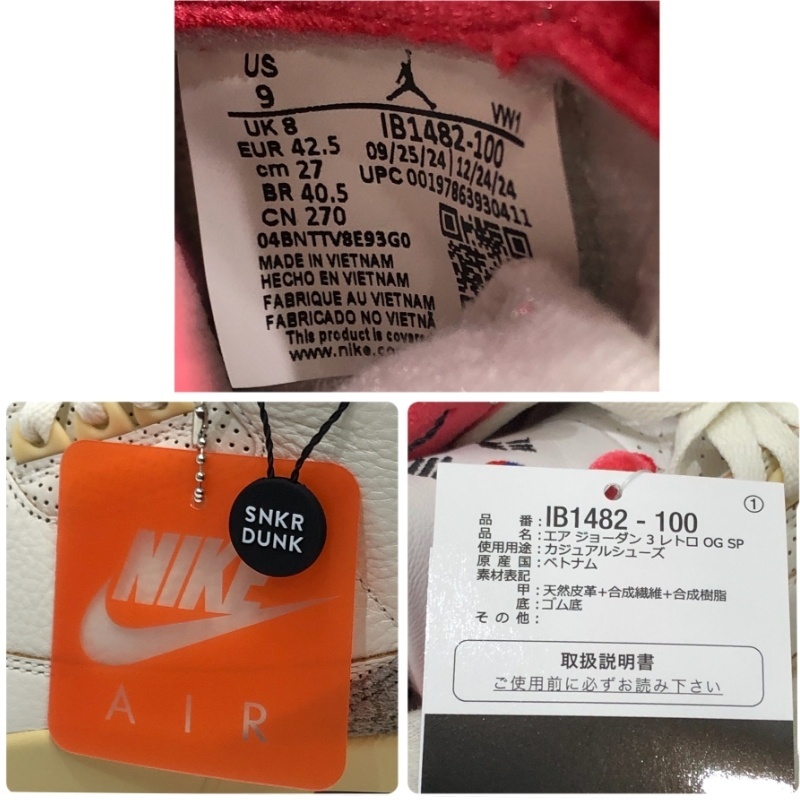 US
9
VW1
UK 8
IB1482-100
EUR 42.5
09/25/24 12/24/24
cm 27
UPC 00197863930411
BR 40.5
CN 270
04BNTTV8E93G0
MADE IN VIETNAM
HECHO EN VIETNAM
FABRIQUE AU VIETNAM
FABRICADO NO VIETNÃ
This product is
www.nike.
SNKR
DUNK
NIKE
AIR
①
品番:IB1482-100
品名:エア ジョーダン 3 レトロ OG SP
使用用途:カジュアルシューズ
原産国:ベトナム
素材表記
甲:天然皮革+合成繊維+合成樹脂
底:ゴム底
その他:
取扱説明書
ご使用前に必ずお読み下さい